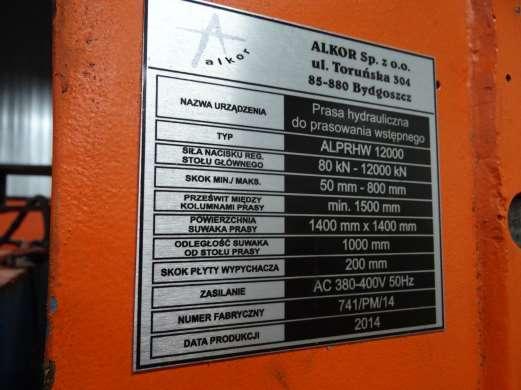 alkor
ALKOR Sp. z o.o.
ul. Toruńska 304
85-880 Bydgoszcz
NAZWA URZĄDZENIA
Prasa hydrauliczna
do prasowania wstępnego
TYP
ALPRHW 12000
SIŁA NACISKU REG.
STOŁU GŁÓWNEGO
80 kN - 12000 kN
SKOK MIN./ MAKS.
50 mm - 800 mm
PRZEŚWIT MIĘDZY
KOLUMNAMI PRASY
min. 1500 mm
POWIERZCHNIA
SUWAKA PRASY
1400 mm x 1400 mm
ODLEGŁOŚĆ SUWAKA
OD STOŁU PRASY
1000 mm
SKOK PŁYTY WYPYCHACZA
200 mm
ZASILANIE
AC 380-400V 50Hz
NUMER FABRYCZNY
741/PM/14
DATA PRODUKCJI
2014